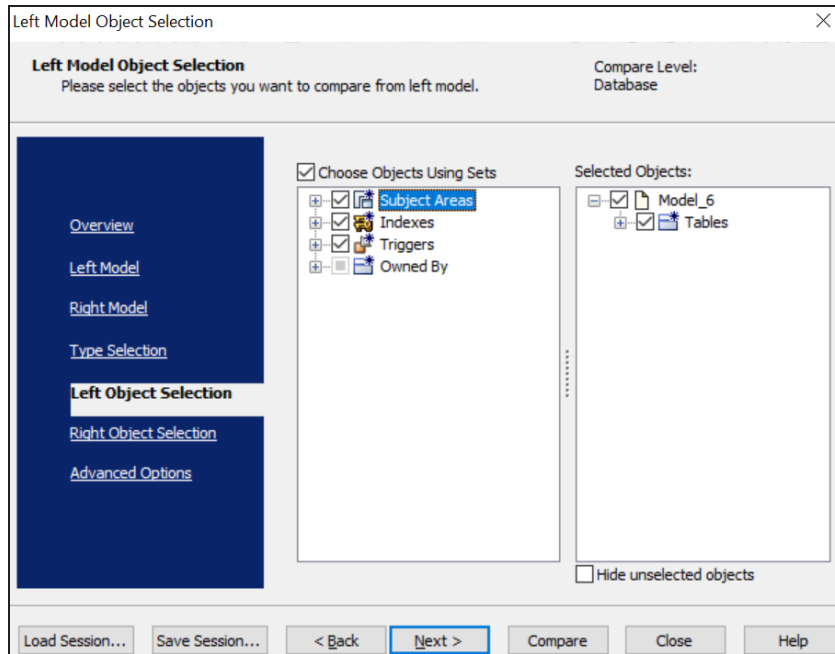 Left Model Object Selection
Left Model Object Selection
Please select the objects you want to compare from left model.
Compare Level:
Database
Overview
Left Model
Right Model
Type Selection
Left Object Selection
Right Object Selection
Advanced Options
Choose Objects Using Sets
Subject Areas
Indexes
Triggers
Owned By
Selected Objects:
Model_6
Tables
Hide unselected objects
Load Session...
Save Session...
< Back
Next >
Compare
Close
Help